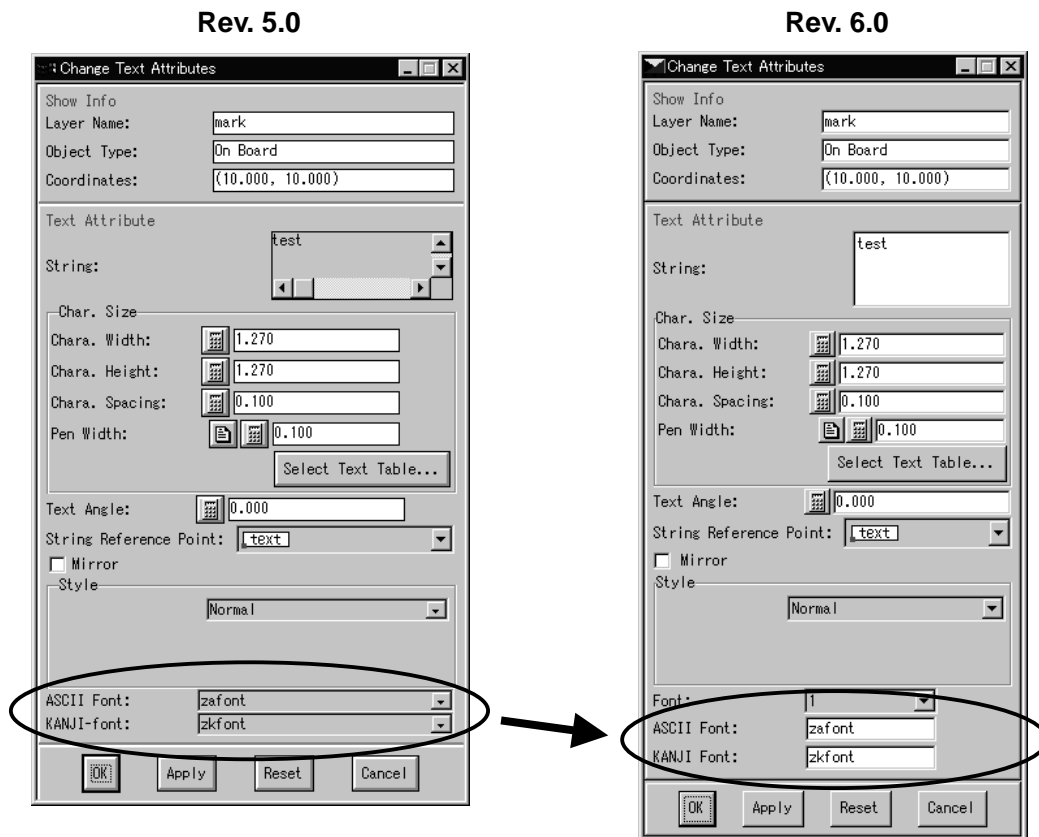 Rev. 5.0
Change Text Attributes
Show Info
Layer Name: mark
Object Type: On Board
Coordinates: (10.000, 10.000)
Text Attribute
test
String:
Char. Size
Chara. Width: 1.270
Chara. Height: 1.270
Chara. Spacing: 0.100
Pen Width: 0.100
Select Text Table...
Text Angle: 0.000
String Reference Point: text
Mirror
Style
Normal
ASCII Font: zafont
KANJI-font: zkfont
OK Apply Reset Cancel
Rev. 6.0
Change Text Attributes
Show Info
Layer Name: mark
Object Type: On Board
Coordinates: (10.000, 10.000)
Text Attribute
test
String:
Char. Size
Chara. Width: 1.270
Chara. Height: 1.270
Chara. Spacing: 0.100
Pen Width: 0.100
Select Text Table...
Text Angle: 0.000
String Reference Point: text
Mirror
Style
Normal
Font: 1
ASCII Font: zafont
KANJI Font: zkfont
OK Apply Reset Cancel